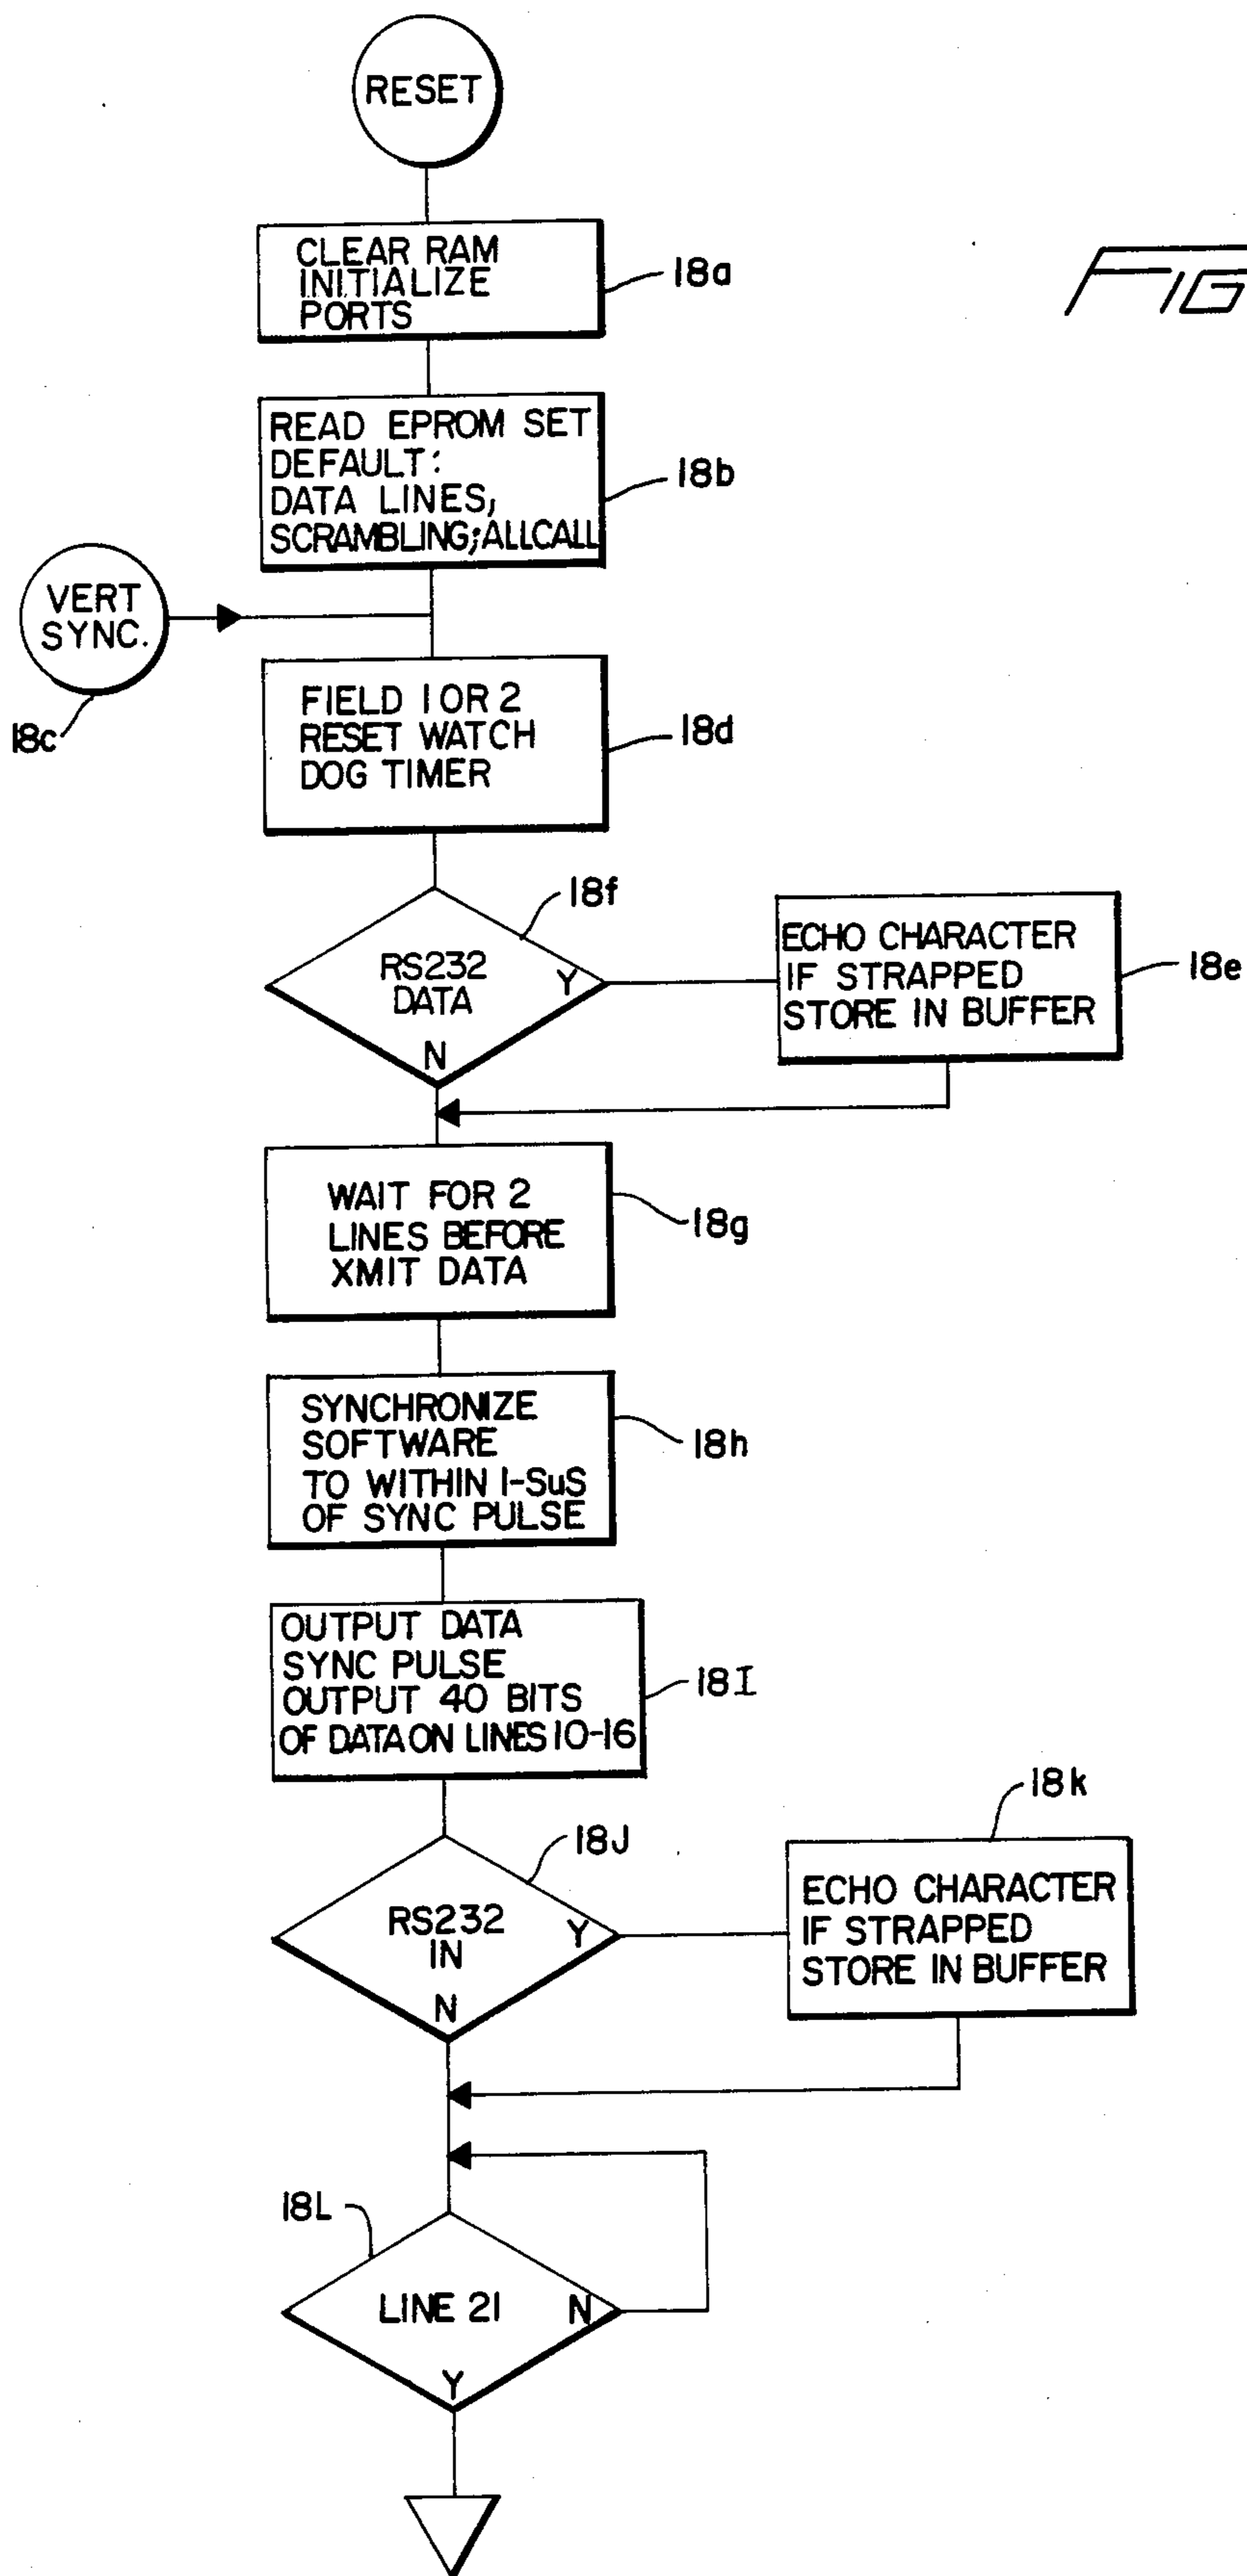 RESET
CLEAR RAM
INITIALIZE
PORTS
18a
FIG
READ EPROM SET
DEFAULT:
DATA LINES,
SCRAMBLING;ALLCALL
18b
VERT
SYNC.
18c
FIELD 1 OR 2
RESET WATCH
DOG TIMER
18d
RS232
DATA
Y
N
18f
ECHO CHARACTER
IF STRAPPED
STORE IN BUFFER
18e
WAIT FOR 2
LINES BEFORE
XMIT DATA
18g
SYNCHRONIZE
SOFTWARE
TO WITHIN 1-SuS
OF SYNC PULSE
18h
OUTPUT DATA
SYNC PULSE
OUTPUT 40 BITS
OF DATA ON LINES 10-16
18I
RS232
IN
Y
N
18J
18k
ECHO CHARACTER
IF STRAPPED
STORE IN BUFFER
18L
LINE 21
N
Y